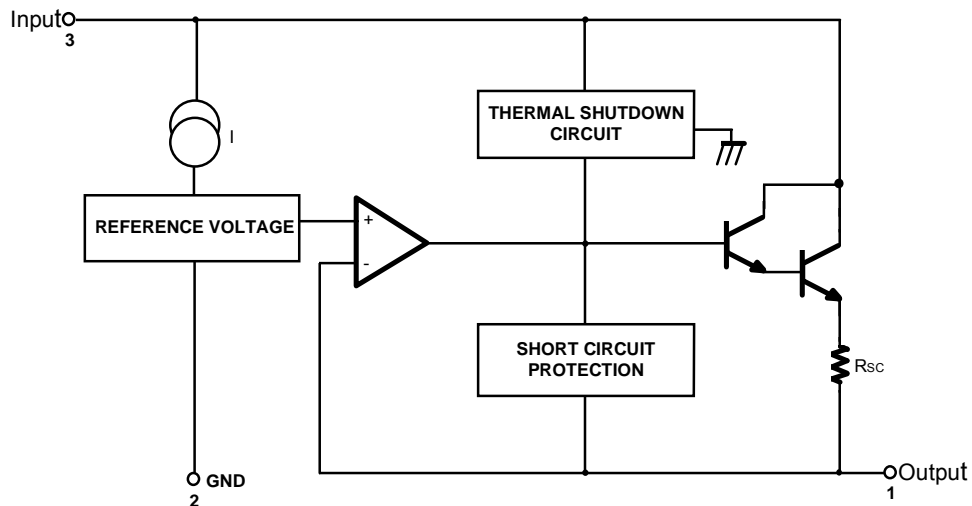 Input
3
THERMAL SHUTDOWN
CIRCUIT
I
REFERENCE VOLTAGE
+
-
SHORT CIRCUIT
PROTECTION
RSC
GND
2
Output
1